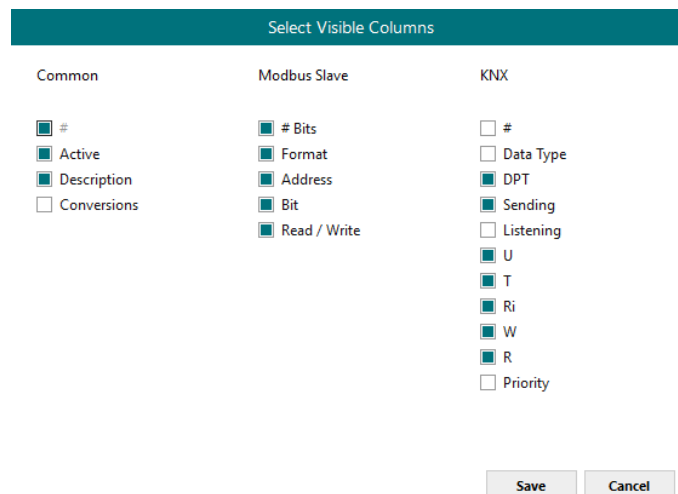 Select Visible Columns
Common
#
Active
Description
Conversions
Modbus Slave
# Bits
Format
Address
Bit
Read / Write
KNX
#
Data Type
DPT
Sending
Listening
U
T
Ri
W
R
Priority
Save
Cancel